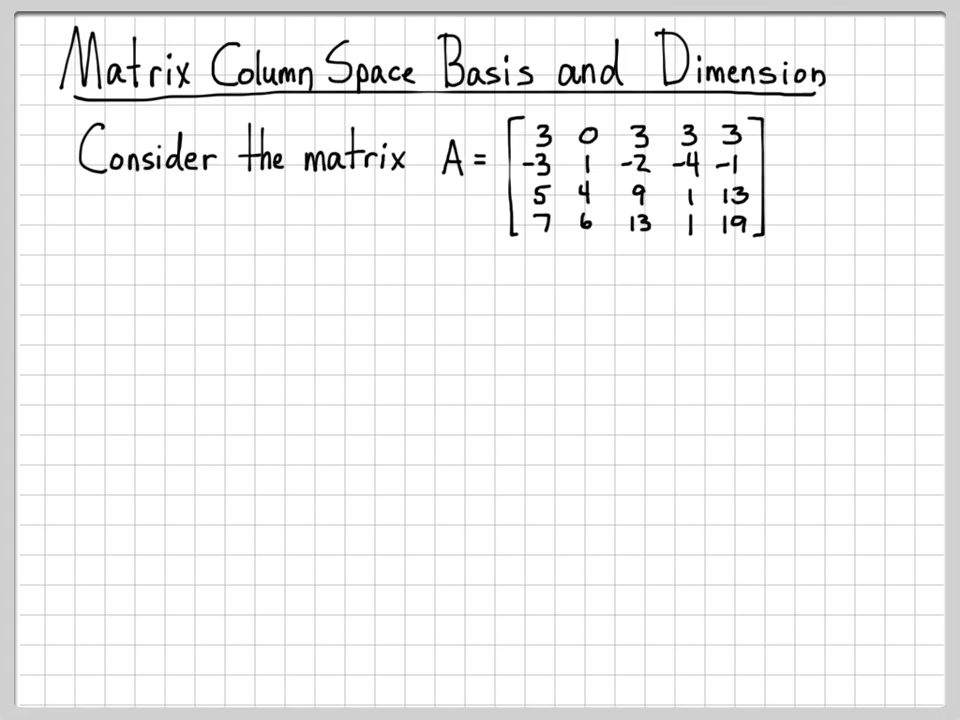 Matrix Column Space Basis and Dimension
Consider the matrix A = [3 0 3 3 3
-3 1 -2 -4 -1
5 4 9 1 13
7 6 13 1 19]